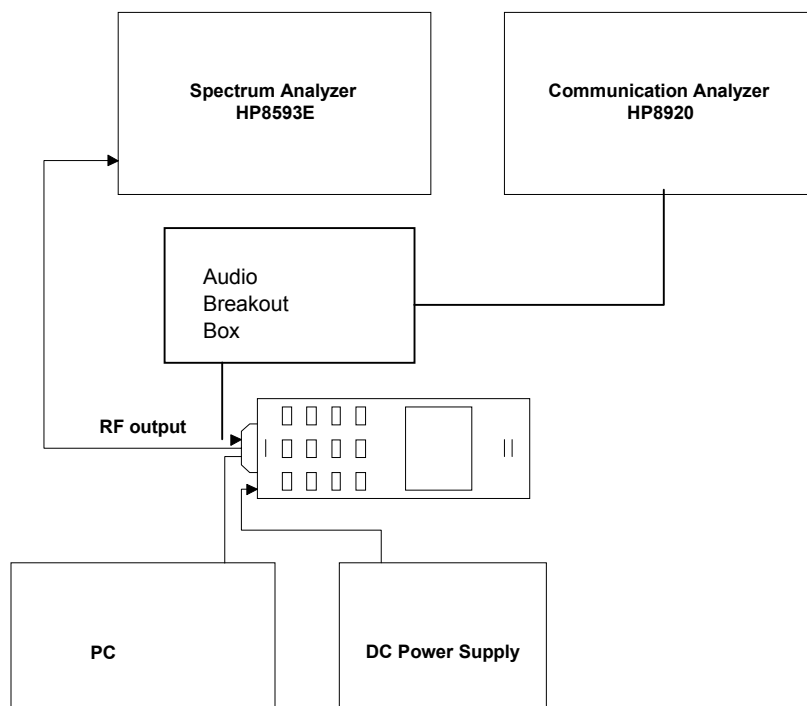 Spectrum Analyzer
HP8593E
Communication Analyzer
HP8920
Audio
Breakout
Box
RF output
PC
DC Power Supply